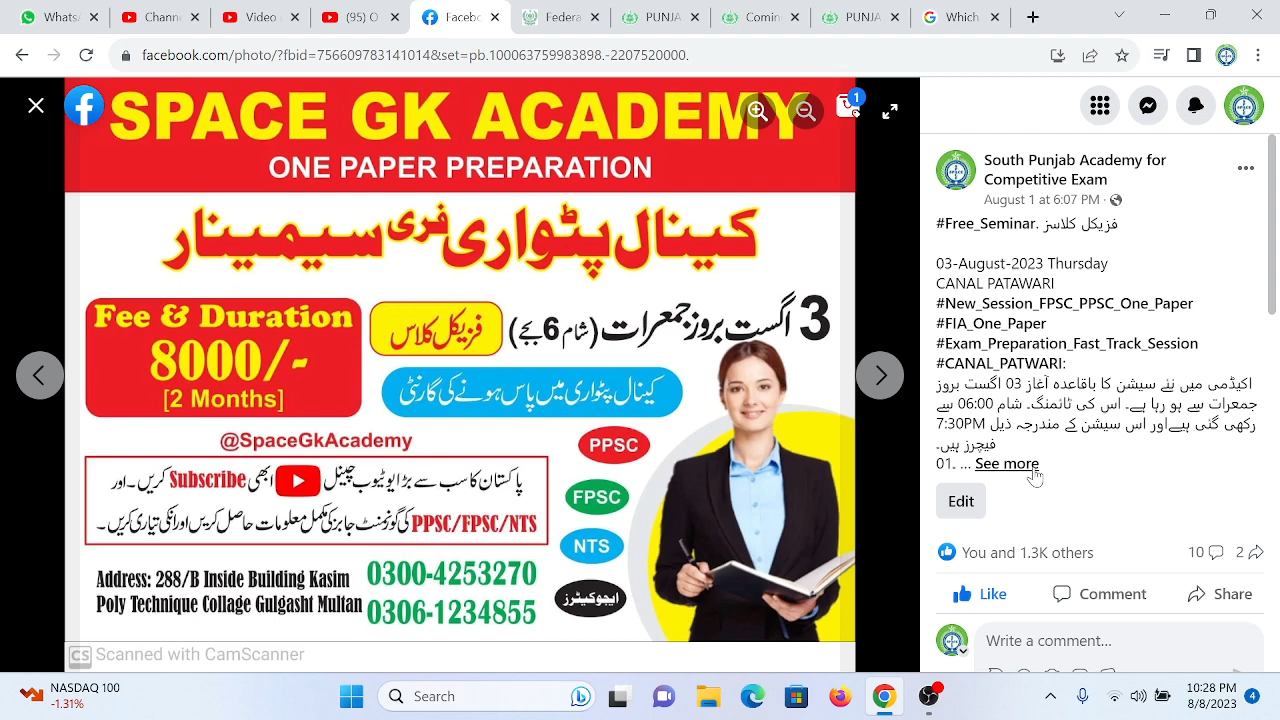 WhatsA
Channe
Video
(95)
Faceboo
Federa
PUNJA
Comin
PUNJA
Which
facebook.com/photo/?fbid=756609783141014&set=pb.100063759983898.-2207520000.
SPACE GK ACADEMY
1
ONE PAPER PREPARATION
کینال پٹواری فری سیمینار
3 اگست بروز جمعرات (شام 6 بجے)
فزیکل کلاس
Fee & Duration
8000/-
[2 Months]
کینال پٹواری میں پاس ہونے کی گارنٹی
@SpaceGkAcademy
پاکستان کا سب سے بڑا یوٹیوب چینل ابھی Subscribe کریں۔ اور
PPSC/FPSC/NTS کی گورنمنٹ جابز کی مکمل معلومات حاصل کریں اور انکی تیاری کریں۔
PPSC
FPSC
NTS
ایجوکیٹرز
Address: 288/B Inside Building Kasim
Poly Technique Collage Gulgasht Multan
0300-4253270
0306-1234855
CS Scanned with CamScanner
South Punjab Academy for
Competitive Exam
August 1 at 6:07 PM ·
#Free_Seminar. فزیکل کلاسز
03-August-2023 Thursday
CANAL PATAWARI
#New_Session_FPSC_PPSC_One_Paper
#FIA_One_Paper
#Exam_Preparation_Fast_Track_Session
#CANAL_PATWARI:
اکیڈمی میں نئے سیشن کا باقاعدہ آغاز 03 اگست بروز
جمعرات سے ہو رہا ہے۔ اس کی ٹائمنگ۔ شام 06:00 سے
7:30PM رکھی گئی ہیےاور اس سیشن کے مندرجہ ذیل
فیچرز ہیں۔
01. ... See more
Edit
You and 1.3K others
10
2
Like
Comment
Share
Write a comment...
NASDAQ 100
-1.31%
Search
10:28 PM
8/8/2023
4